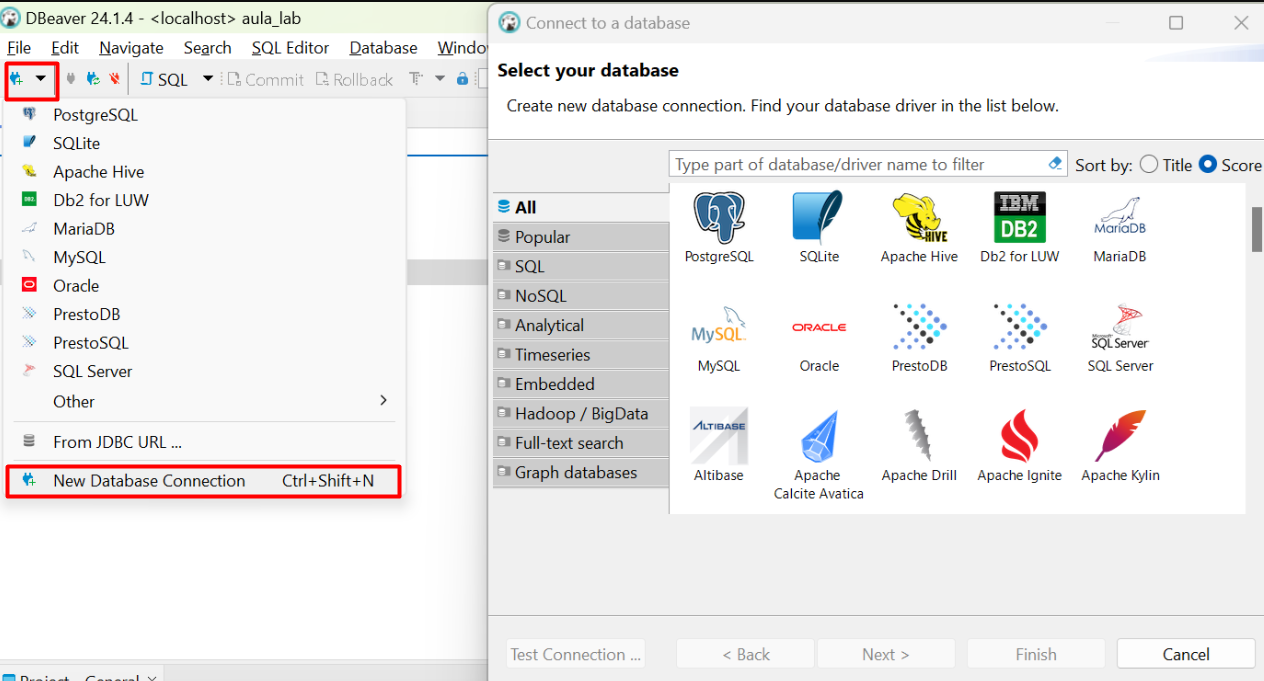 DBeaver 24.1.4 - <localhost> aula_lab
File Edit Navigate Search SQL Editor Database
SQL Commit Rollback
PostgreSQL
SQLite
Apache Hive
Db2 for LUW
MariaDB
MySQL
Oracle
PrestoDB
PrestoSQL
SQL Server
Other
From JDBC URL ...
New Database Connection Ctrl+Shift+N
Project - General
Connect to a database
Select your database
Create new database connection. Find your database driver in the list below.
Type part of database/driver name to filter
Sort by: Title Score
All
Popular
SQL
NoSQL
Analytical
Timeseries
Embedded
Hadoop / BigData
Full-text search
Graph databases
HIVE
IBM
DB2
MariaDB
PostgreSQL SQLite Apache Hive Db2 for LUW MariaDB
MySQL
ORACLE
Microsoft
SQL Server
MySQL Oracle PrestoDB PrestoSQL SQL Server
ALTIBASE
Altibase Apache Calcite Avatica Apache Drill Apache Ignite Apache Kylin
Test Connection ... < Back Next > Finish Cancel